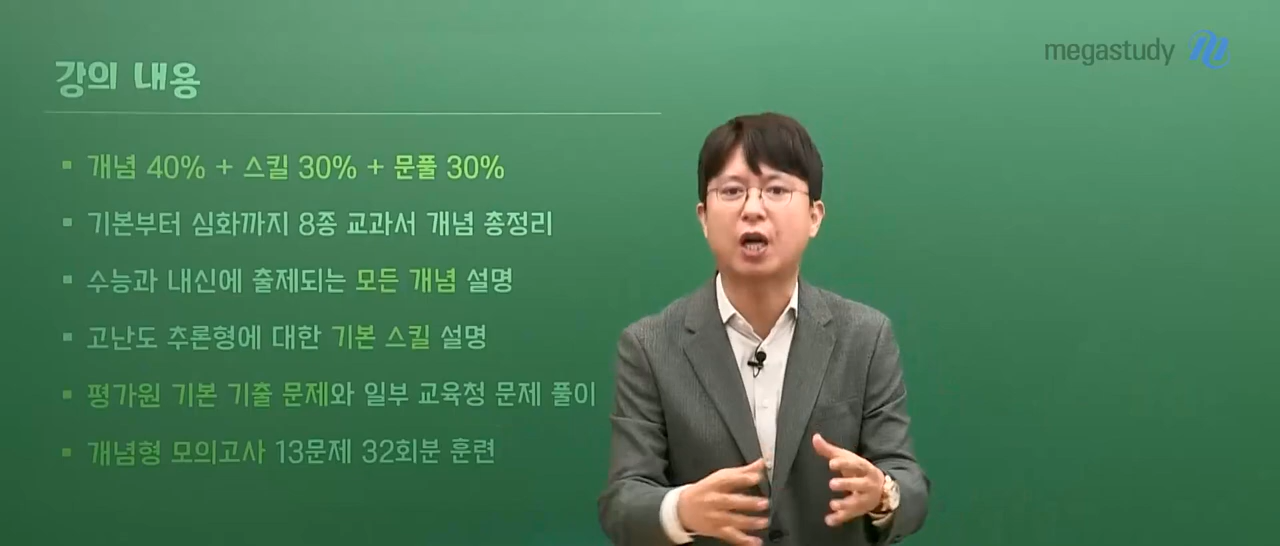 megastudy
강의 내용
개념 40% + 스킬 30% + 문풀 30%
기본부터 심화까지 8종 교과서 개념 총정리
수능과 내신에 출제되는 모든 개념 설명
고난도 추론형에 대한 기본 스킬 설명
평가원 기본 기출 문제와 일부 교육청 문제 풀이
개념형 모의고사 13문제 32회분 훈련